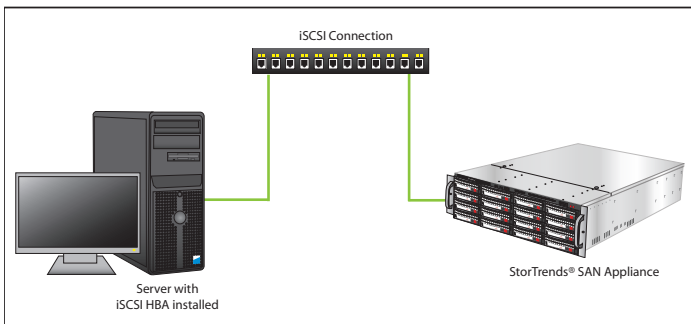 iSCSI Connection
Server with
iSCSI HBA installed
StorTrends® SAN Appliance